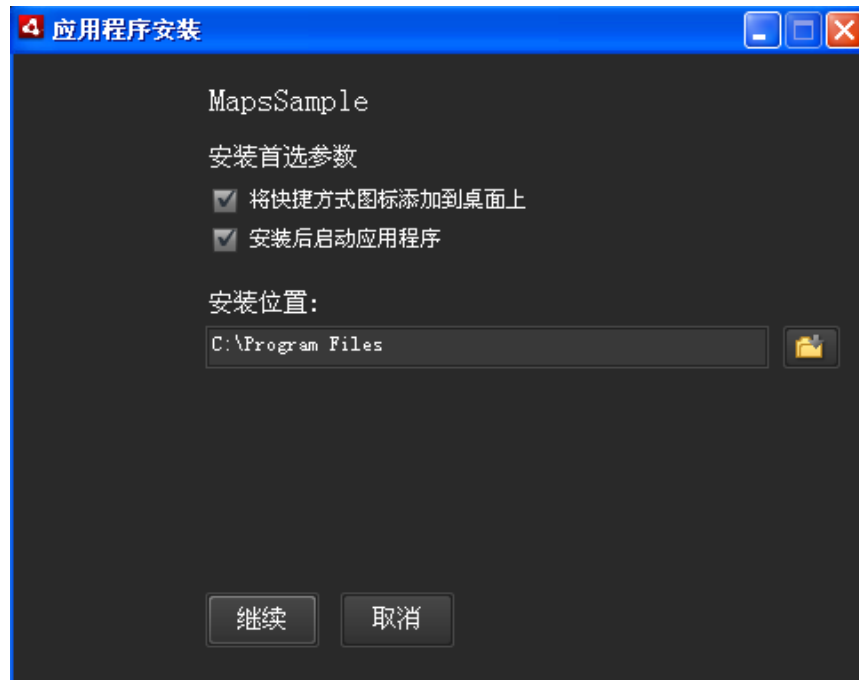 应用程序安装
MapsSample
安装首选参数
将快捷方式图标添加到桌面上
安装后启动应用程序
安装位置:
C:\Program Files
继续
取消